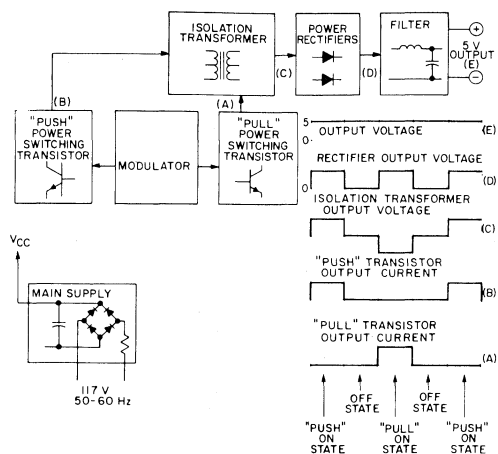 ISOLATION
TRANSFORMER
POWER
RECTIFIERS
FILTER
+
5 V
OUTPUT
(E)
−
(C)
(D)
(B)
(A)
"PUSH"
POWER
SWITCHING
TRANSISTOR
MODULATOR
"PULL"
POWER
SWITCHING
TRANSISTOR
5
OUTPUT VOLTAGE
(E)
0
RECTIFIER OUTPUT VOLTAGE
(D)
0
ISOLATION TRANSFORMER
OUTPUT VOLTAGE
(C)
"PUSH" TRANSISTOR
OUTPUT CURRENT
(B)
"PULL" TRANSISTOR
OUTPUT CURRENT
(A)
VCC
MAIN SUPPLY
117 V
50-60 Hz
OFF
STATE
OFF
STATE
"PUSH"
ON
STATE
"PULL"
ON
STATE
"PUSH"
ON
STATE